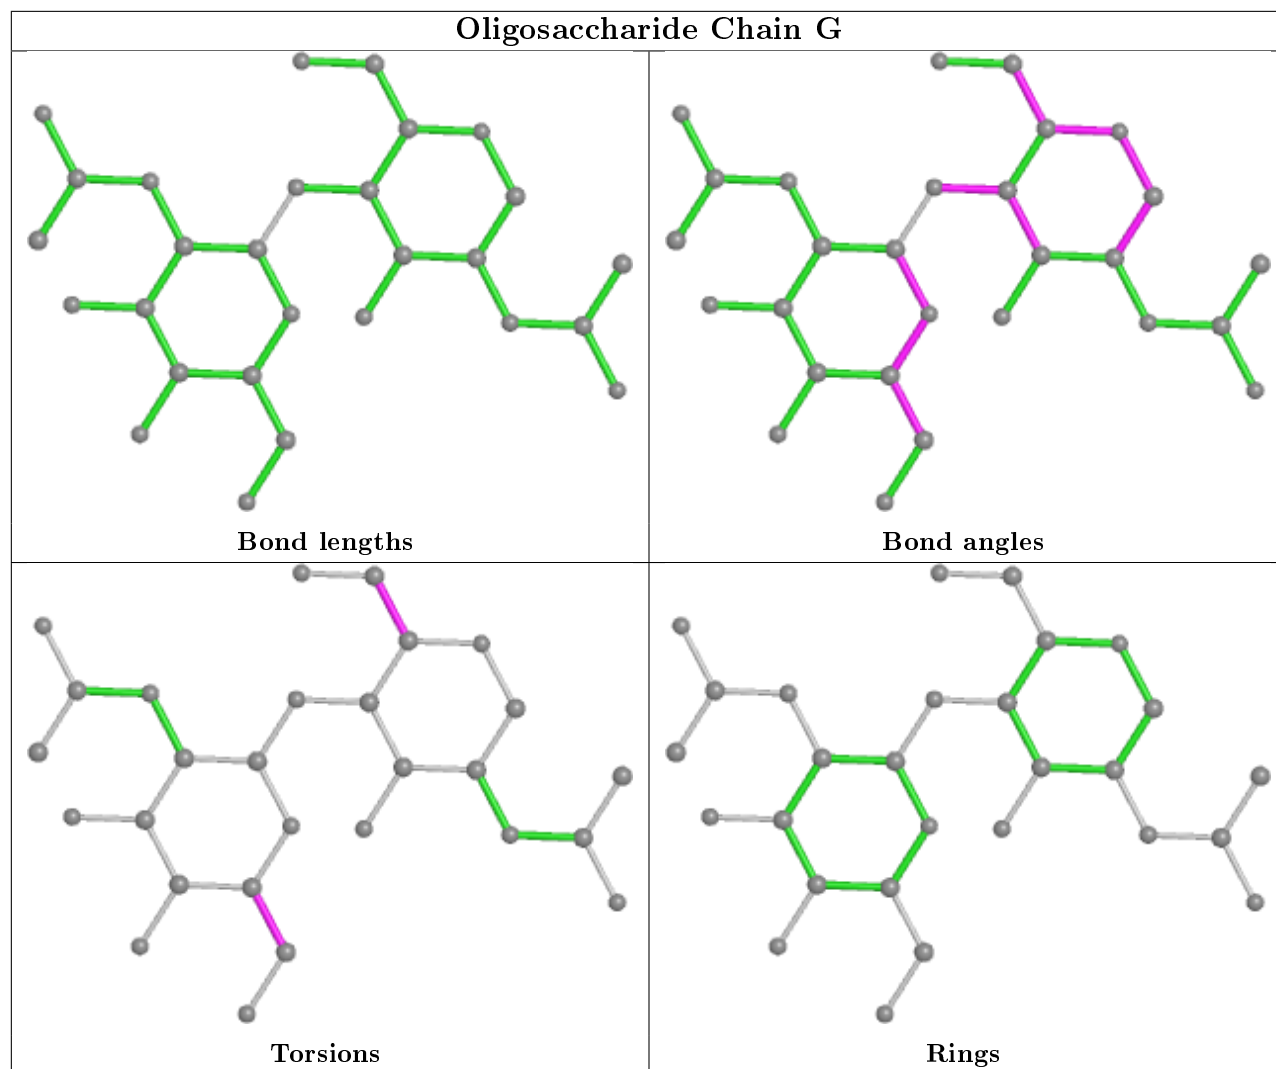 Oligosaccharide Chain G
Bond lengths
Bond angles
Torsions
Rings